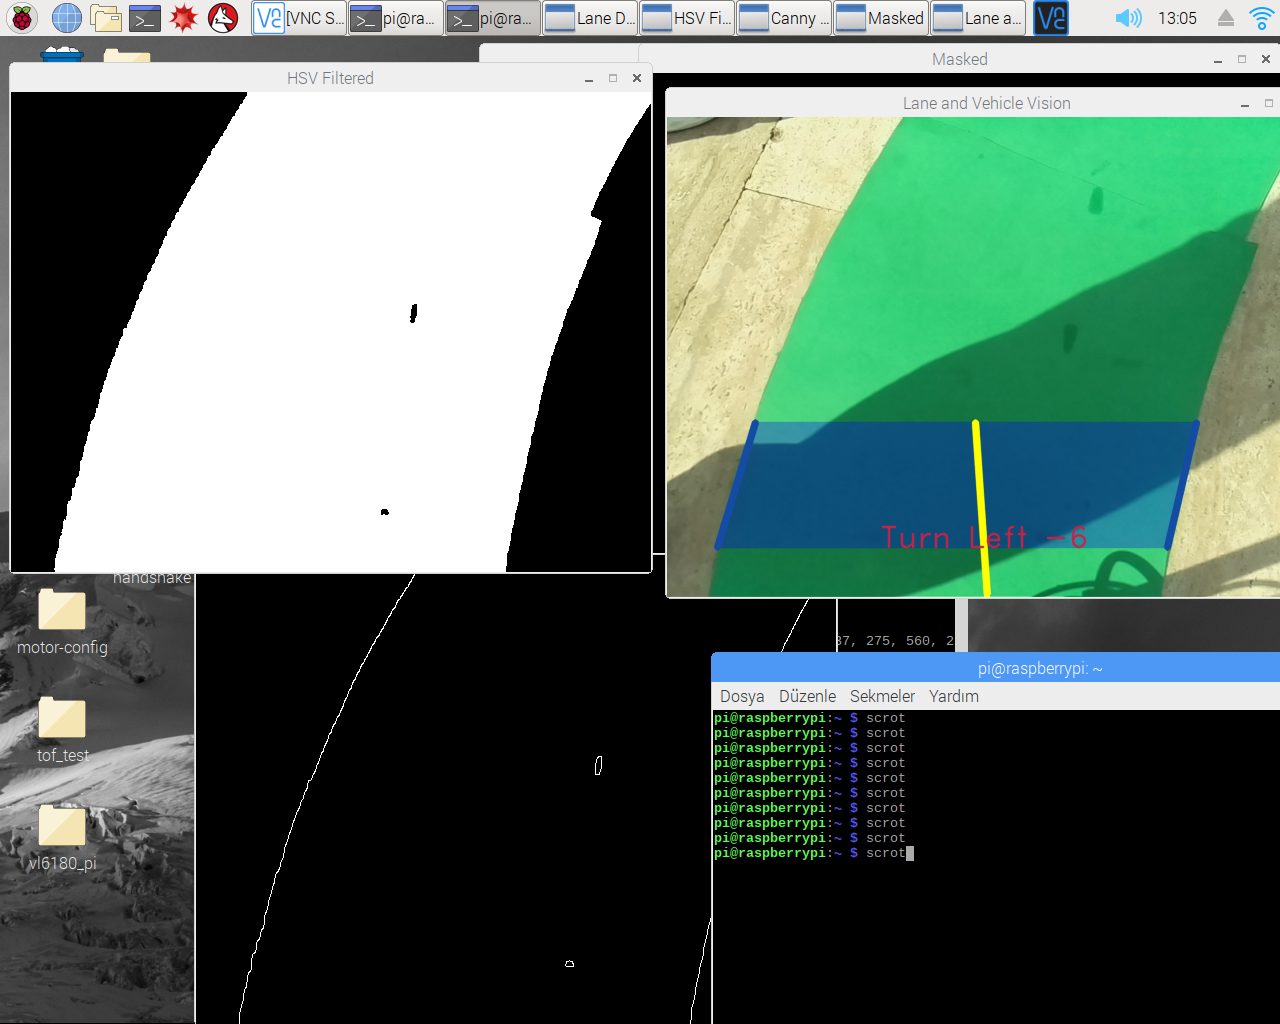 [VNC S...
pi@ra...
pi@ra...
Lane D...
HSV Fi...
Canny ...
Masked
Lane a...
13:05
Masked
HSV Filtered
Lane and Vehicle Vision
Turn Left -6
handshake
motor-config
tof_test
vl6180_pi
37, 275, 560, 2
pi@raspberrypi: ~
Dosya Düzenle Sekmeler Yardım
pi@raspberrypi:~ $ scrot
pi@raspberrypi:~ $ scrot
pi@raspberrypi:~ $ scrot
pi@raspberrypi:~ $ scrot
pi@raspberrypi:~ $ scrot
pi@raspberrypi:~ $ scrot
pi@raspberrypi:~ $ scrot
pi@raspberrypi:~ $ scrot
pi@raspberrypi:~ $ scrot
pi@raspberrypi:~ $ scrot